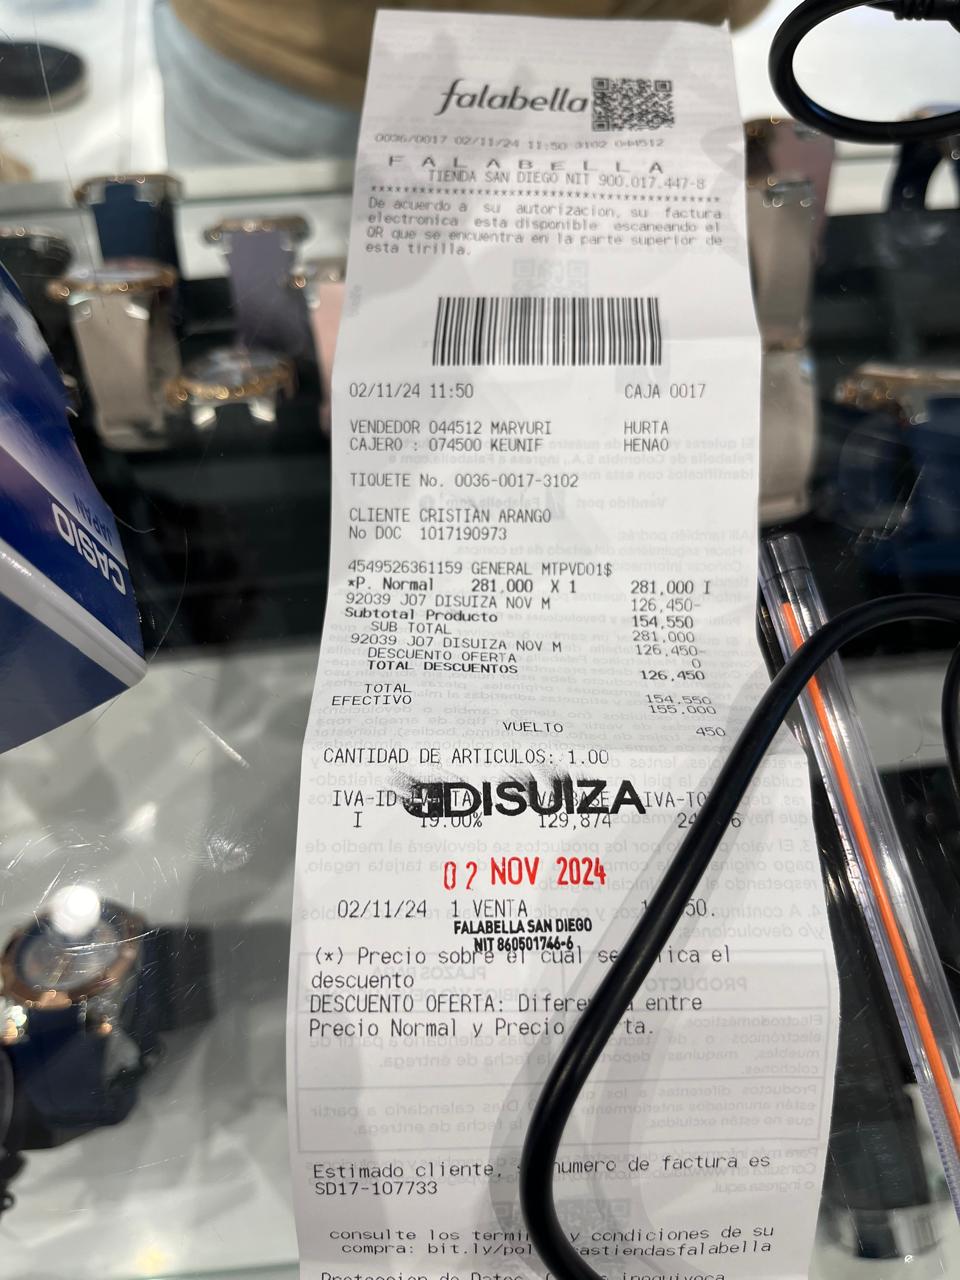 falabella
0036/0017 02/11/24 11:50 3102 044512
F A L A B E L L A
TIENDA SAN DIEGO NIT 900.017.447-8
De acuerdo a su autorizacion, su factura
electronica esta disponible escaneando el
QR que se encuentra en la parte superior de
esta tirilla.
02/11/24 11:50 CAJA 0017
VENDEDOR 044512 MARYURI HURTA
CAJERO : 074500 KEUNIF HENAO
TIQUETE No. 0036-0017-3102
CLIENTE CRISTIAN ARANGO
No DOC 1017190973
4549526361159 GENERAL MTPVD01$
*P. Normal 281,000 X 1 281,000 I
92039 J07 DISUIZA NOV M 126,450-
Subtotal Producto 154,550
SUB TOTAL 281,000
92039 J07 DISUIZA NOV M 126,450-
DESCUENTO OFERTA 0
TOTAL DESCUENTOS 126,450
TOTAL 154,550
EFECTIVO 155,000
VUELTO 450
CANTIDAD DE ARTICULOS: 1.00
DISUIZA
IVA-ID IVA-TO
I 19.00% 129,874
02 NOV 2024
02/11/24 1 VENTA
FALABELLA SAN DIEGO
NIT 860501746-6
(*) Precio sobre el cual el
descuento
DESCUENTO OFERTA: entre
Precio Normal y Precio
Estimado cliente, numero de factura es
SD17-107733
consulte los y condiciones de su
compra: bit.ly/pol astiendasfalabella
CASIO
JAPAN